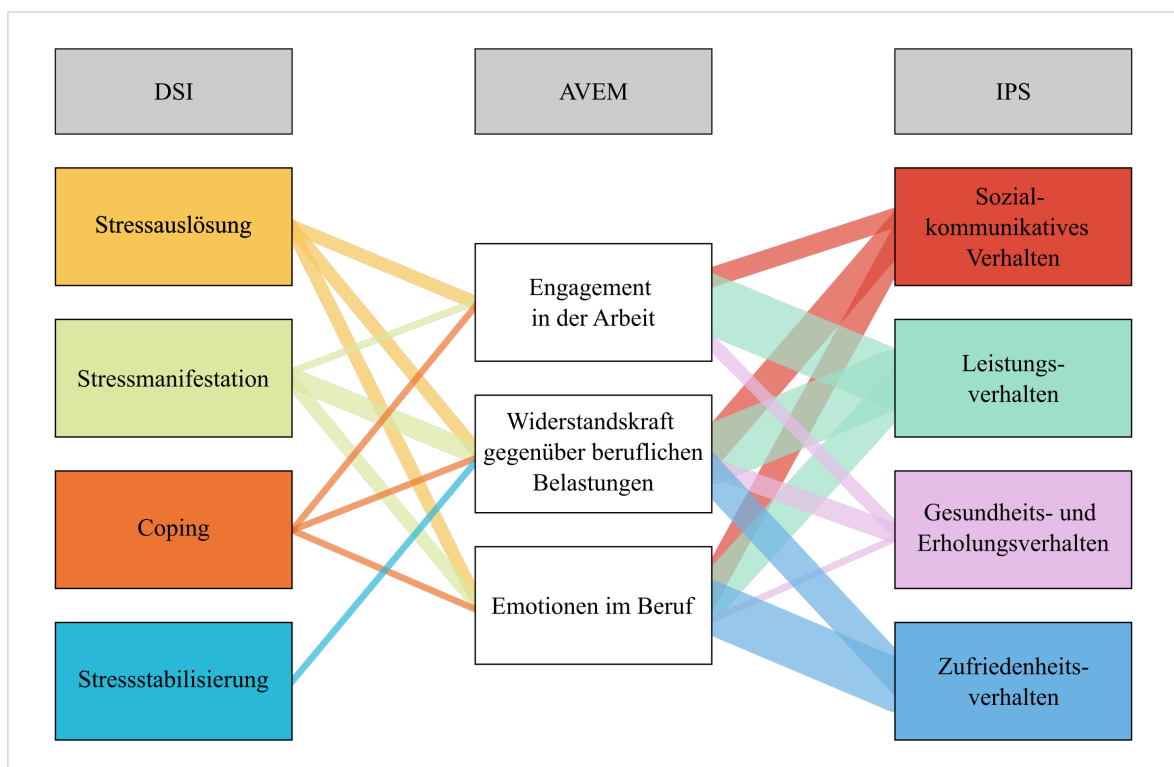 DSI
AVEM
IPS
Stressauslösung
Stressmanifestation
Coping
Stressstabilisierung
Engagement
in der Arbeit
Widerstandskraft
gegenüber beruflichen
Belastungen
Emotionen im Beruf
Sozial-
kommunikatives
Verhalten
Leistungs-
verhalten
Gesundheits- und
Erholungsverhalten
Zufriedenheits-
verhalten